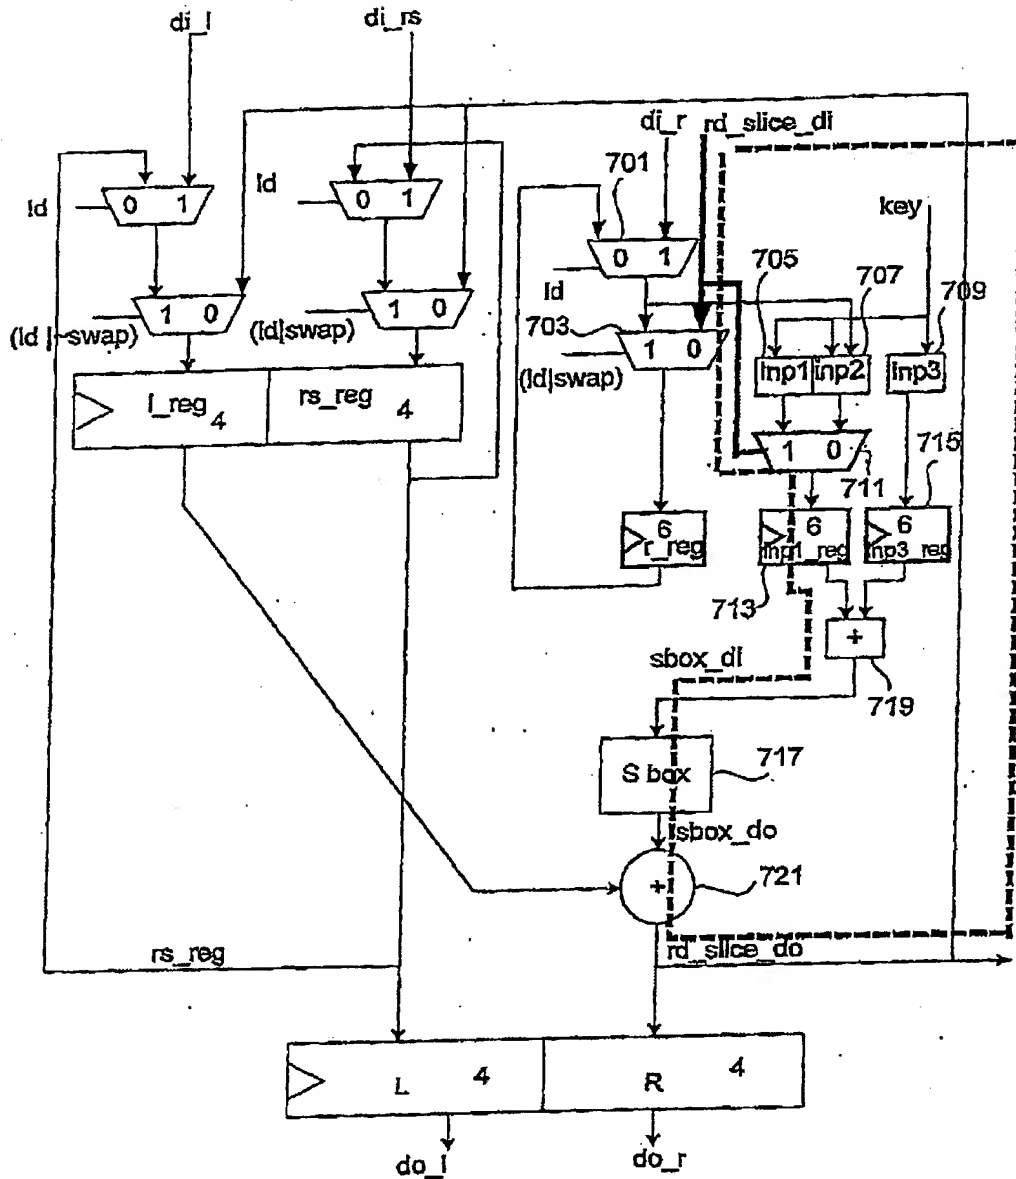 di_l
di_rs
di_r
rd_slice_di
701
ld
0 1
ld
0 1
key
0 1
705
707
709
ld
703
1 0
1 0
1 0
(ld | ~swap)
(ld|swap)
(ld|swap)
inp1
inp2
inp3
l_reg 4
rs_reg 4
1 0
711
715
6
r_reg
6
inp1_reg
6
inp3_reg
713
+
719
sbox_di
S box
717
sbox_do
+
721
rs_reg
rd_slice_do
L 4
R 4
do_l
do_r